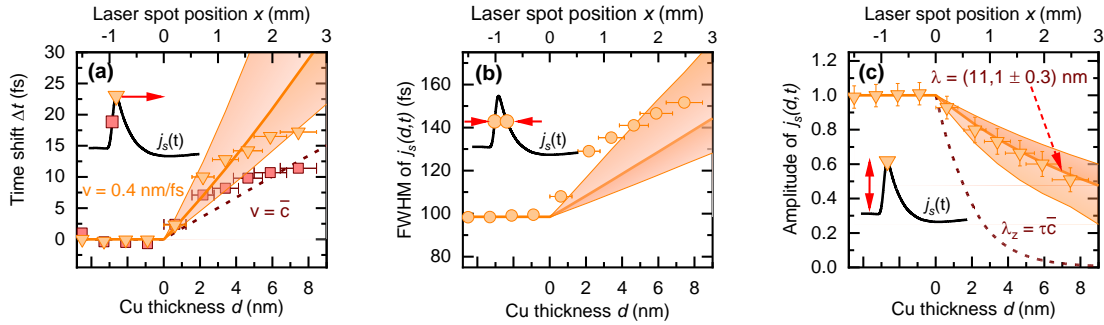 Laser spot position x (mm)
-1 0 1 2 3
30
25
20
15
10
5
0
Time shift Δt (fs)
(a)
j_s(t)
v = 0.4 nm/fs
v = c̅
0 2 4 6 8
Cu thickness d (nm)
Laser spot position x (mm)
-1 0 1 2 3
160
140
120
100
80
FWHM of j_s(d,t) (fs)
(b)
j_s(t)
0 2 4 6 8
Cu thickness d (nm)
Laser spot position x (mm)
-1 0 1 2 3
1.0
0.8
0.6
0.4
0.2
0.0
Amplitude of j_s(d,t)
(c)
λ = (11,1 ± 0.3) nm
j_s(t)
λ_z = τc̅
0 2 4 6 8
Cu thickness d (nm)